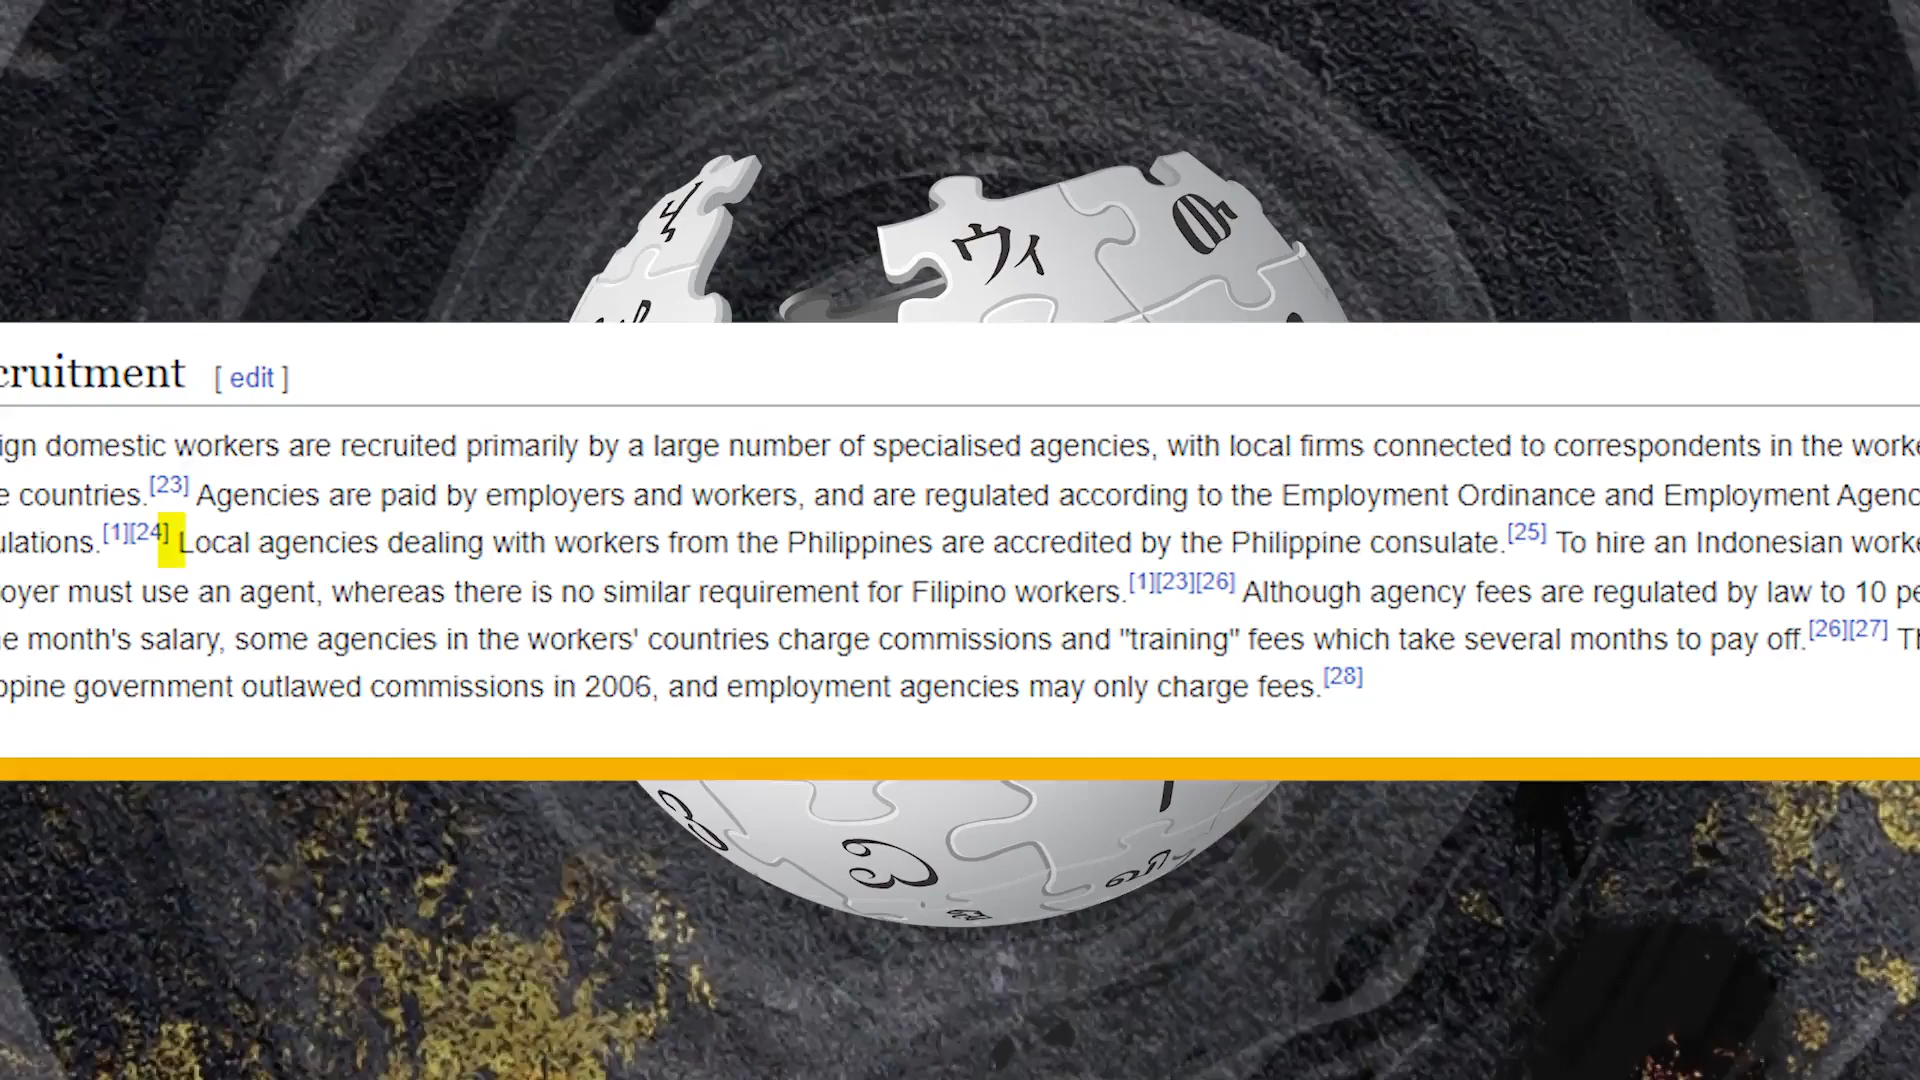 ウィ
cruitment [ edit ]
ign domestic workers are recruited primarily by a large number of specialised agencies, with local firms connected to correspondents in the worke
e countries.[23] Agencies are paid by employers and workers, and are regulated according to the Employment Ordinance and Employment Agenc
ulations.[1][24] Local agencies dealing with workers from the Philippines are accredited by the Philippine consulate.[25] To hire an Indonesian worke
oyer must use an agent, whereas there is no similar requirement for Filipino workers.[1][23][26] Although agency fees are regulated by law to 10 pe
e month's salary, some agencies in the workers' countries charge commissions and "training" fees which take several months to pay off.[26][27] Th
ppine government outlawed commissions in 2006, and employment agencies may only charge fees.[28]